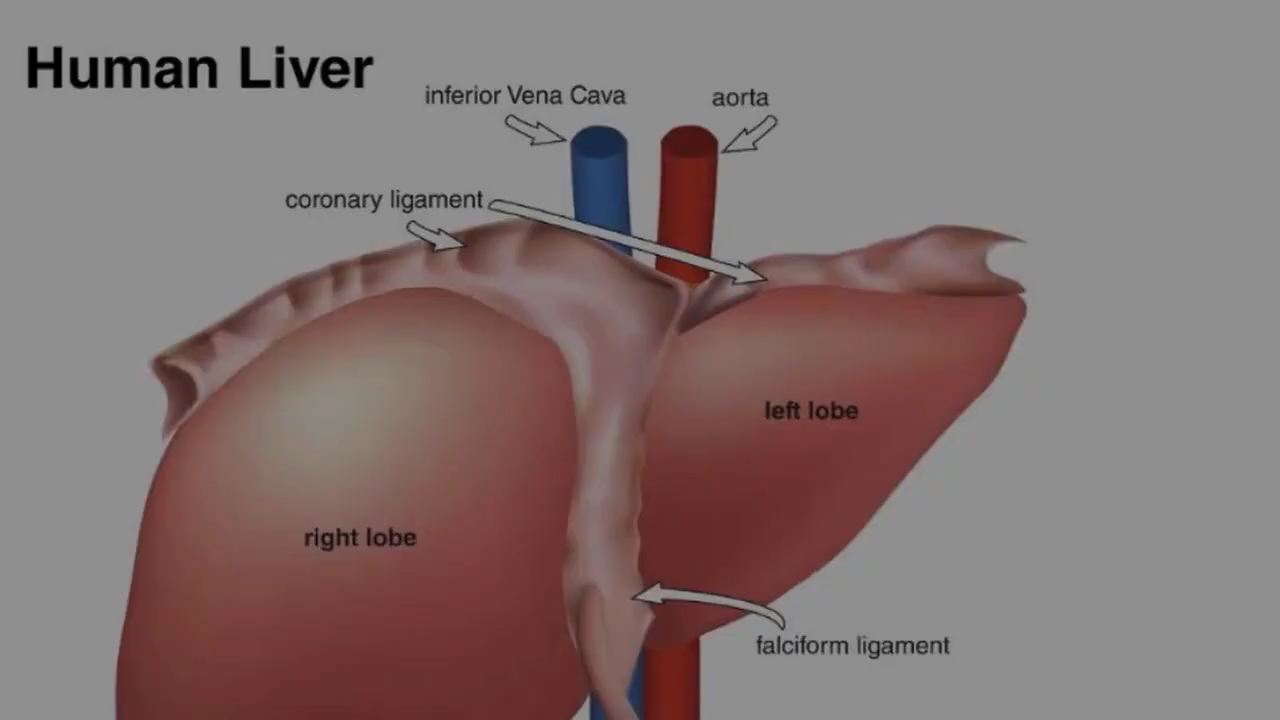 Human Liver
inferior Vena Cava
aorta
coronary ligament
left lobe
right lobe
falciform ligament